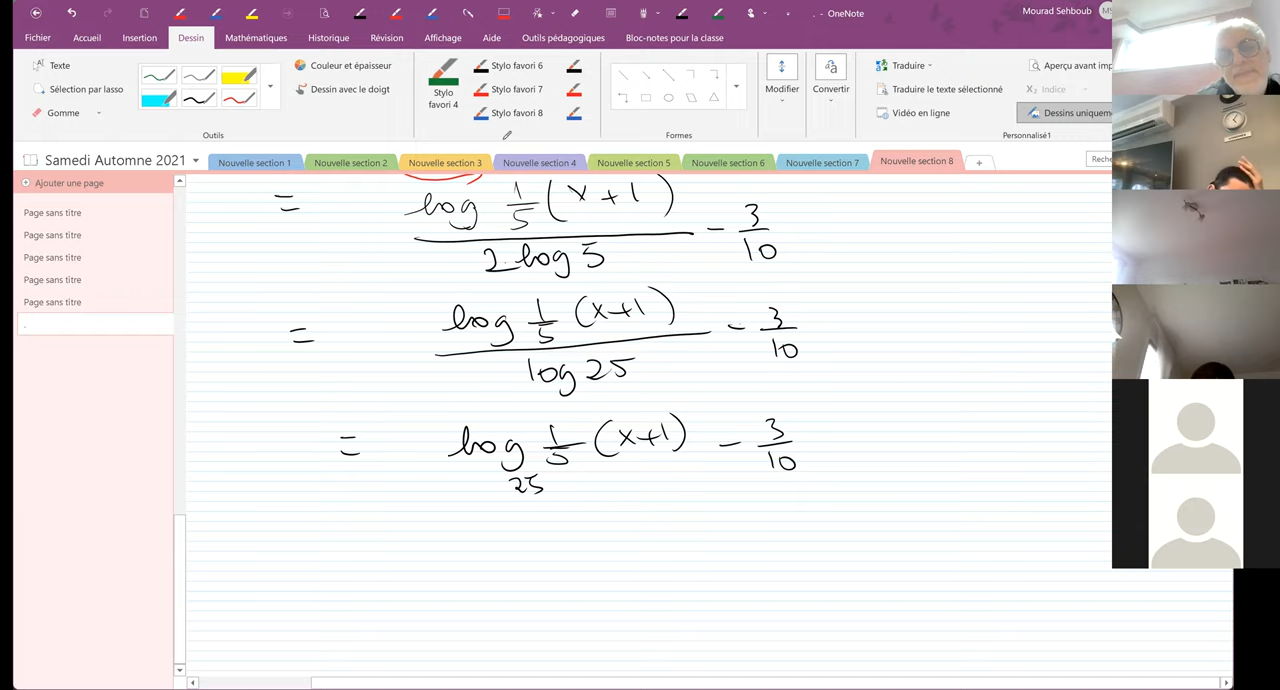 - OneNote
Mourad Sehboub
MS
Fichier Accueil Insertion Dessin Mathématiques Historique Révision Affichage Aide Outils pédagogiques Bloc-notes pour la classe
Texte
Sélection par lasso
Gomme
Outils
Couleur et épaisseur
Dessin avec le doigt
Stylo favori 4
Stylo favori 6
Stylo favori 7
Stylo favori 8
Formes
Modifier
Convertir
Traduire
Traduire le texte sélectionné
Vidéo en ligne
Aperçu avant imp
Indice
Dessins uniqueme
Personnalisé1
Samedi Automne 2021
Nouvelle section 1 Nouvelle section 2 Nouvelle section 3 Nouvelle section 4 Nouvelle section 5 Nouvelle section 6 Nouvelle section 7 Nouvelle section 8
Reche
Ajouter une page
Page sans titre
Page sans titre
Page sans titre
Page sans titre
Page sans titre
.
= log 1/5 (x+1) / 2·log 5 - 3/10
= log 1/5 (x+1) / log 25 - 3/10
= log₂₅ 1/5 (x+1) - 3/10